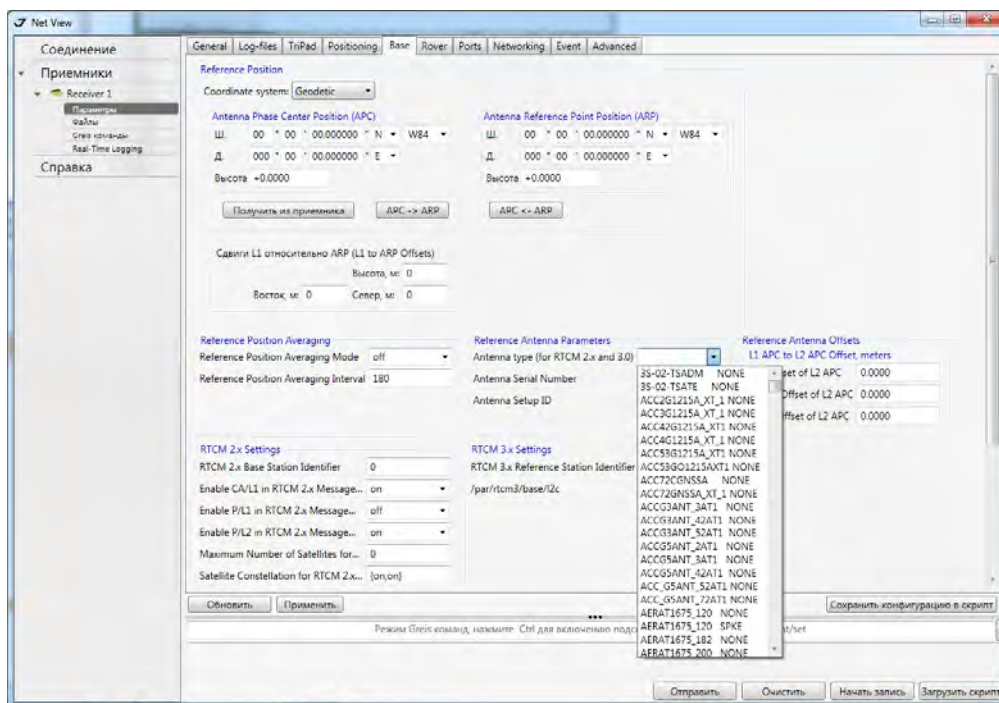 Net View
Соединение
Приемники
Receiver 1
Параметры
Файлы
Greis команды
Real-Time Logging
Справка
General Log-files TriPad Positioning Base Rover Ports Networking Event Advanced
Reference Position
Coordinate system: Geodetic
Antenna Phase Center Position (APC)
Ш. 00 ° 00 ' 00.000000 " N W84
Д. 000 ° 00 ' 00.000000 " E
Высота +0.0000
Получить из приемника APC -> ARP
Antenna Reference Point Position (ARP)
Ш. 00 ° 00 ' 00.000000 " N W84
Д. 000 ° 00 ' 00.000000 " E
Высота +0.0000
APC <- ARP
Сдвиги L1 относительно ARP (L1 to ARP Offsets)
Высота, м: 0
Восток, м: 0 Север, м: 0
Reference Position Averaging
Reference Position Averaging Mode off
Reference Position Averaging Interval 180
Reference Antenna Parameters
Antenna type (for RTCM 2.x and 3.0)
Antenna Serial Number
Antenna Setup ID
Reference Antenna Offsets
L1 APC to L2 APC Offset, meters
set of L2 APC 0.0000
Offset of L2 APC 0.0000
ffset of L2 APC 0.0000
RTCM 2.x Settings
RTCM 2.x Base Station Identifier 0
Enable CA/L1 in RTCM 2.x Message... on
Enable P/L1 in RTCM 2.x Message... off
Enable P/L2 in RTCM 2.x Message... on
Maximum Number of Satellites for... 0
Satellite Constellation for RTCM 2.x... {on,on}
RTCM 3.x Settings
RTCM 3.x Reference Station Identifier
/par/rtcm3/base/l2c
3S-02-TSADM NONE
3S-02-TSATE NONE
ACC2G1215A_XT_1 NONE
ACC3G1215A_XT_1 NONE
ACC42G1215A_XT1 NONE
ACC4G1215A_XT_1 NONE
ACC53G1215A_XT1 NONE
ACC53GO1215AXT1 NONE
ACC72CGNSSA NONE
ACC72GNSSA_XT_1 NONE
ACCG3ANT_3AT1 NONE
ACCG3ANT_42AT1 NONE
ACCG3ANT_52AT1 NONE
ACCG5ANT_2AT1 NONE
ACCG5ANT_3AT1 NONE
ACCG5ANT_42AT1 NONE
ACC_G5ANT_52AT1 NONE
ACC_G5ANT_72AT1 NONE
AERAT1675_120 NONE
AERAT1675_120 SPKE
AERAT1675_182 NONE
AERAT1675_200 NONE
Обновить Применить
Сохранить конфигурацию в скрипт
Режим Greis команд, нажмите Ctrl для включению подс
t/set
Отправить Очистить Начать запись Загрузить скрипт